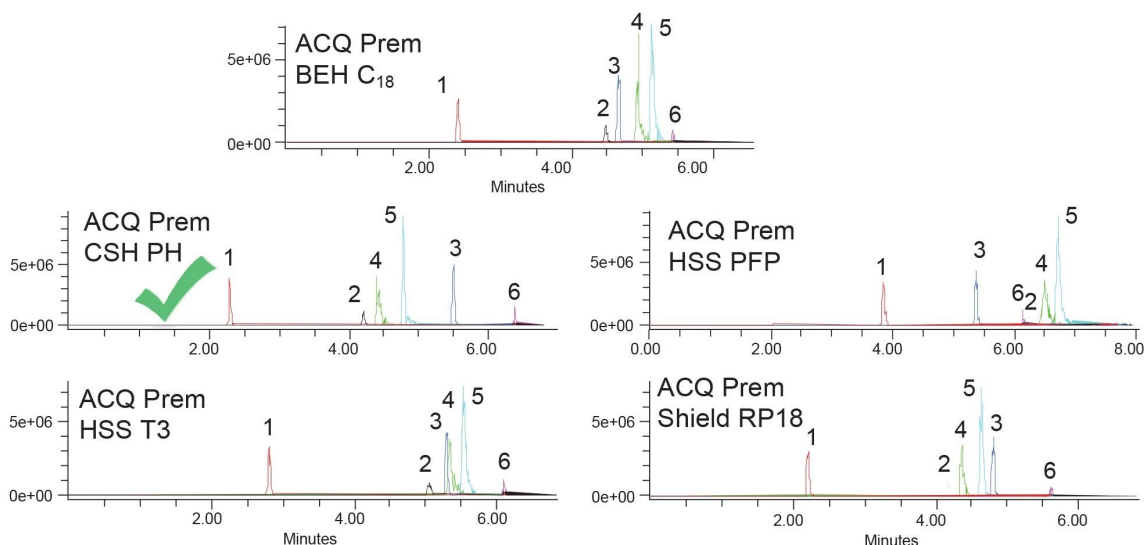 ACQ Prem
BEH C₁₈
5e+06
0e+00
1
2
3
4
5
6
2.00
4.00
6.00
Minutes
ACQ Prem
CSH PH
5e+06
0e+00
1
2
4
5
3
6
2.00
4.00
6.00
ACQ Prem
HSS PFP
5e+06
0e+00
1
3
6
2
4
5
0.00
2.00
4.00
6.00
8.00
ACQ Prem
HSS T3
5e+06
0e+00
1
2
3
4
5
6
2.00
4.00
6.00
Minutes
ACQ Prem
Shield RP18
5e+06
0e+00
1
2
4
5
3
6
2.00
4.00
6.00
Minutes